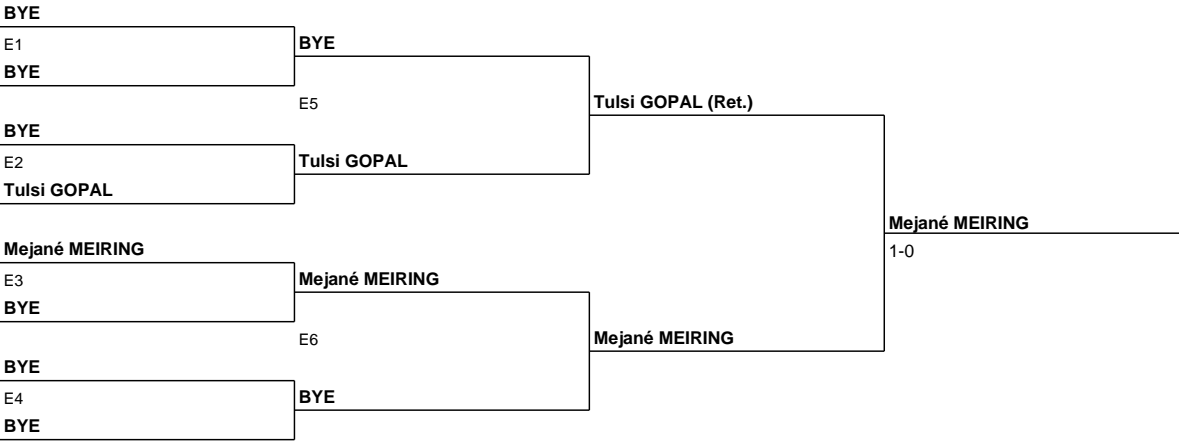 BYE
E1
BYE
BYE
E5
Tulsi GOPAL (Ret.)
BYE
E2
Tulsi GOPAL
Tulsi GOPAL
Mejané MEIRING
1-0
Mejané MEIRING
E3
Mejané MEIRING
BYE
E6
Mejané MEIRING
BYE
E4
BYE
BYE